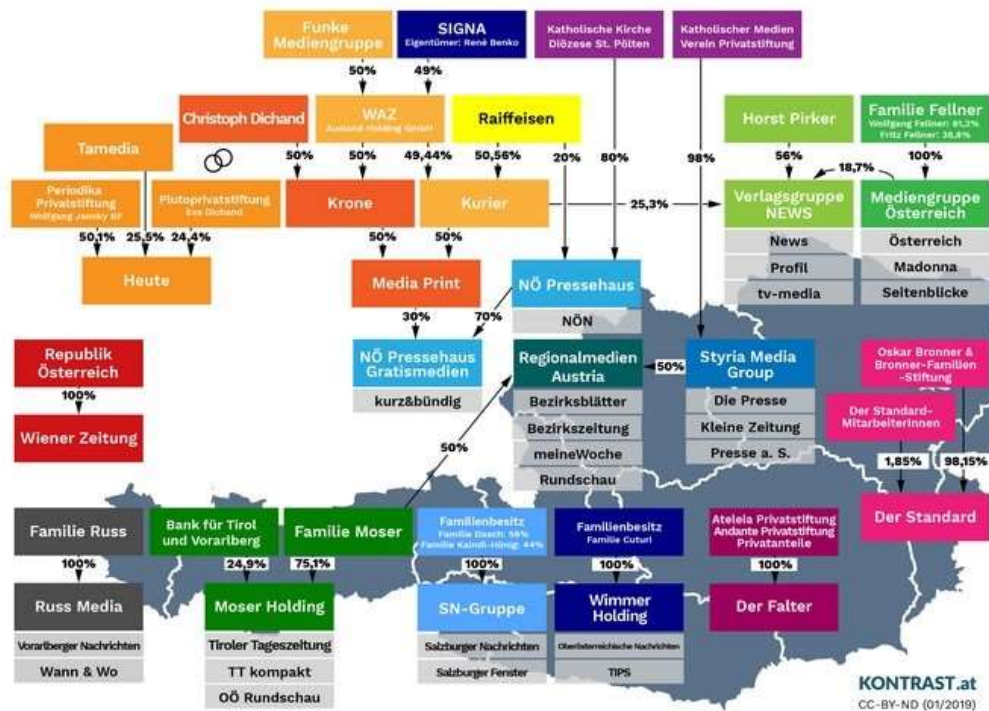 Funke
Mediengruppe
SIGNA
Eigentümer: René Benko
Katholische Kirche
Diözese St. Pölten
Katholischer Medien
Verein Privatstiftung
50%
49%
Christoph Dichand
WAZ
Ausland Holding GmbH
Raiffeisen
Horst Pirker
Familie Fellner
Wolfgang Fellner: 61,2%
Fritz Fellner: 38,8%
Tamedia
50%
50%
49,44%
50,56%
20%
80%
98%
56%
18,7%
100%
Periodika
Privatstiftung
Wolfgang Jansky GF
Plutoprivatstiftung
Eva Dichand
Krone
Kurier
25,3%
Verlagsgruppe
NEWS
Mediengruppe
Österreich
50,1%
25,5%
24,4%
50%
50%
News
Profil
tv-media
Österreich
Madonna
Seitenblicke
Heute
Media Print
NÖ Pressehaus
NÖN
30%
70%
Republik
Österreich
NÖ Pressehaus
Gratismedien
kurz&bündig
Regionalmedien
Austria
50%
Styria Media
Group
Oskar Bronner &
Bronner-Familien
-Stiftung
100%
Bezirksblätter
Bezirkszeitung
meineWoche
Rundschau
Die Presse
Kleine Zeitung
Presse a. S.
Der Standard-
MitarbeiterInnen
Wiener Zeitung
50%
1,85%
98,15%
Familie Russ
Bank für Tirol
und Vorarlberg
Familie Moser
Familienbesitz
Familie Dasch: 56%
Familie Kaindl-Hönig: 44%
Familienbesitz
Familie Cuturi
Ateleia Privatstiftung
Andante Privatstiftung
Privatanteile
Der Standard
100%
24,9%
75,1%
100%
100%
100%
Russ Media
Moser Holding
SN-Gruppe
Wimmer
Holding
Der Falter
Vorarlberger Nachrichten
Wann & Wo
Tiroler Tageszeitung
TT kompakt
OÖ Rundschau
Salzburger Nachrichten
Salzburger Fenster
Oberösterreichische Nachrichten
TIPS
KONTRAST.at
CC-BY-ND (01/2019)